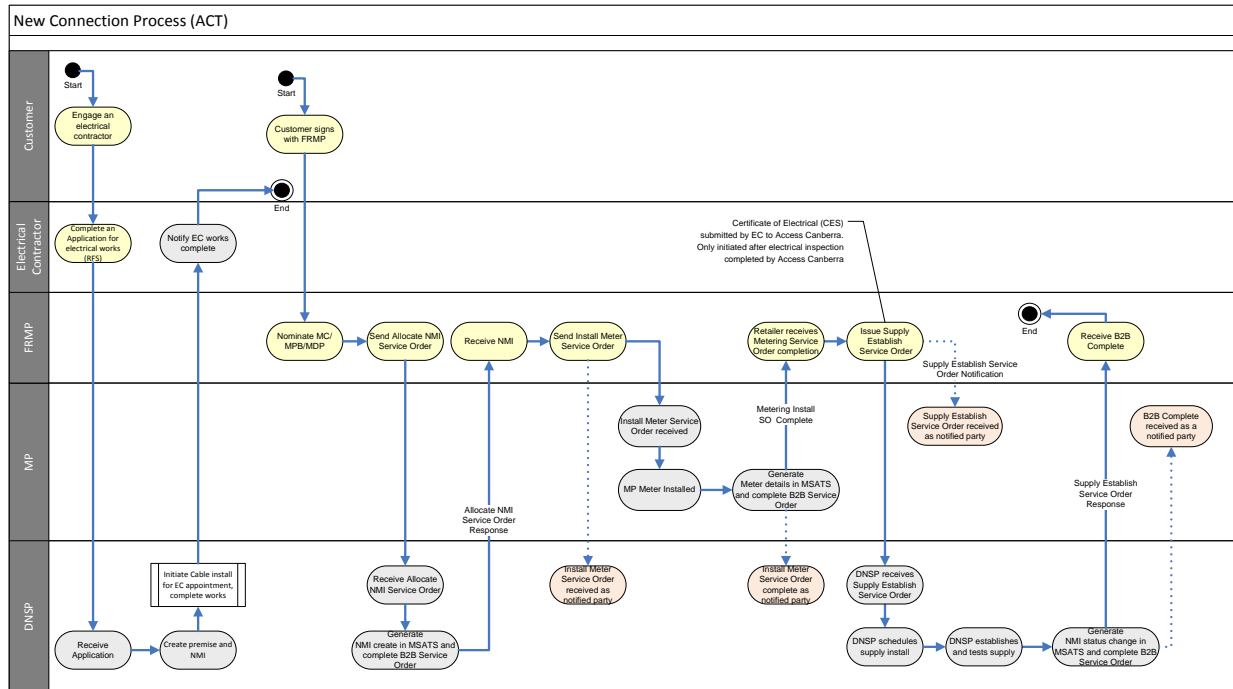 New Connection Process (ACT)
Customer
Start
Engage an
electrical
contractor
Start
Customer signs
with FRMP
End
Electrical
Contractor
Complete an
Application for
electrical works
(RFS)
Notify EC works
complete
Certificate of Electrical (CES)
submitted by EC to Access Canberra.
Only initiated after electrical inspection
completed by Access Canberra
FRMP
Nominate MC/
MPB/MDP
Send Allocate NMI
Service Order
Receive NMI
Send Install Meter
Service Order
Retailer receives
Metering Service
Order completion
Issue Supply
Establish
Service Order
Supply Establish Service
Order Notification
End
Receive B2B
Complete
MP
Install Meter Service
Order received
MP Meter Installed
Metering Install
SO Complete
Generate
Meter details in MSATS
and complete B2B Service
Order
Allocate NMI
Service Order
Response
Supply Establish
Service Order received
as notified party
Supply Establish
Service Order
Response
B2B Complete
received as a
notified party
DNSP
Receive
Application
Create premise and
NMI
Initiate Cable install
for EC appointment,
complete works
Receive Allocate
NMI Service Order
Generate
NMI create in MSATS and
complete B2B Service
Order
Install Meter
Service Order
received as
notified party
Install Meter
Service Order
complete as
notified party
DNSP receives
Supply Establish
Service Order
DNSP schedules
supply install
DNSP establishes
and tests supply
Generate
NMI status change in
MSATS and complete B2B
Service Order